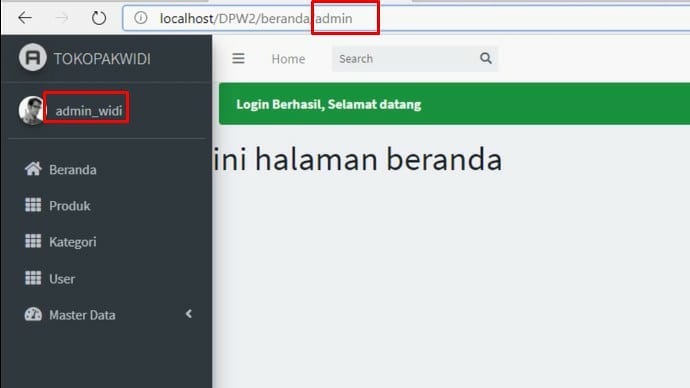 localhost/DPW2/beranda/admin
TOKOPAKWIDI
Home
Search
admin_widi
Login Berhasil, Selamat datang
ini halaman beranda
Beranda
Produk
Kategori
User
Master Data